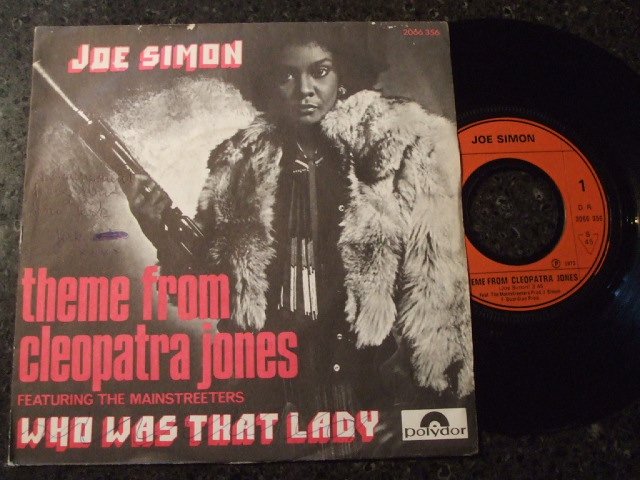 JOE SIMON
2066 356
theme from
cleopatra jones
FEATURING THE MAINSTREETERS
WHO WAS THAT LADY
polydor
JOE SIMON
1
2066 356
45
THEME FROM CLEOPATRA JONES